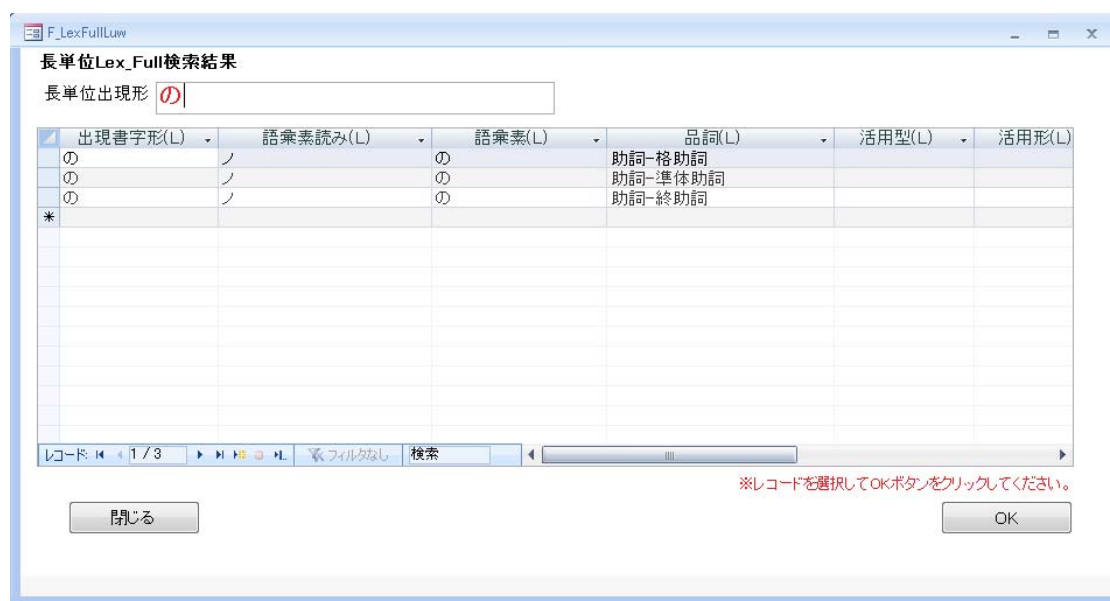 F_LexFullLuw
長単位Lex_Full検索結果
長単位出現形 の
出現書字形(L) 語彙素読み(L) 語彙素(L) 品詞(L) 活用型(L) 活用形(L)
の ノ の 助詞-格助詞
の ノ の 助詞-準体助詞
の ノ の 助詞-終助詞
レコード: 1 / 3 フィルタなし 検索
※レコードを選択してOKボタンをクリックしてください。
閉じる OK